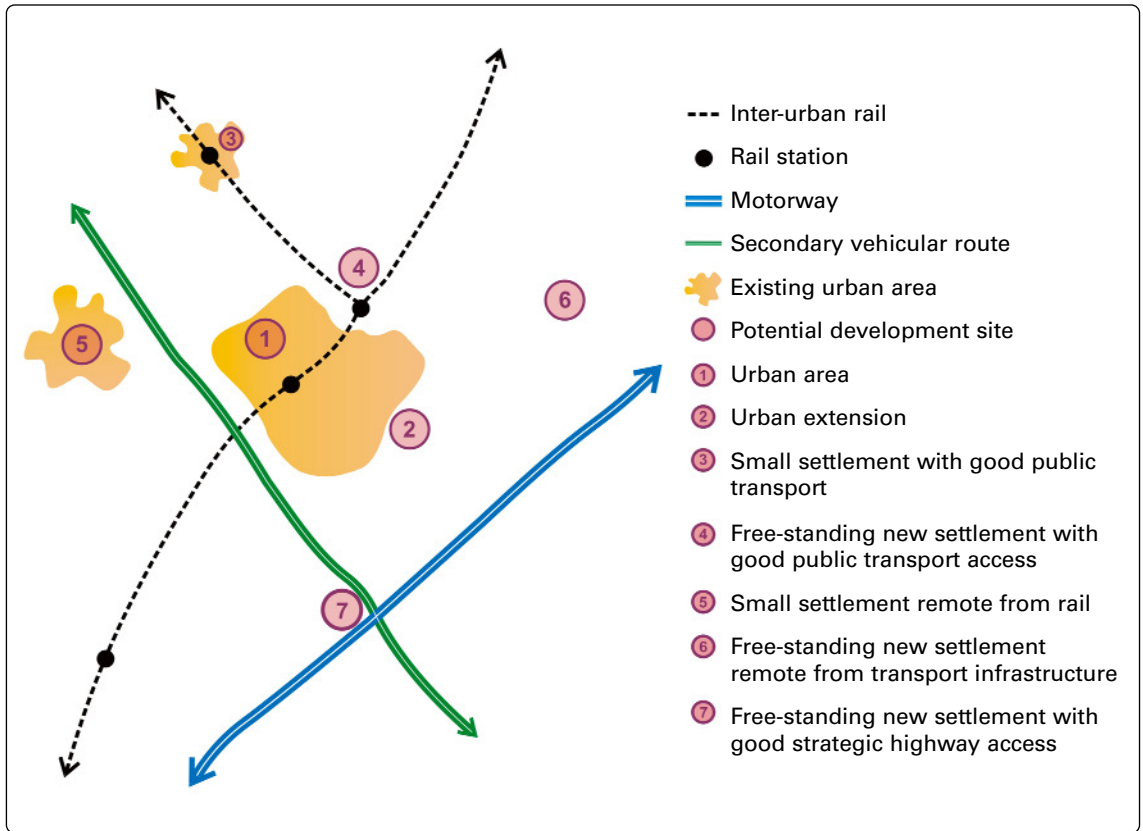 3
4
6
1
5
2
7
Inter-urban rail
Rail station
Motorway
Secondary vehicular route
Existing urban area
Potential development site
1 Urban area
2 Urban extension
3 Small settlement with good public
transport
4 Free-standing new settlement with
good public transport access
5 Small settlement remote from rail
6 Free-standing new settlement
remote from transport infrastructure
7 Free-standing new settlement with
good strategic highway access